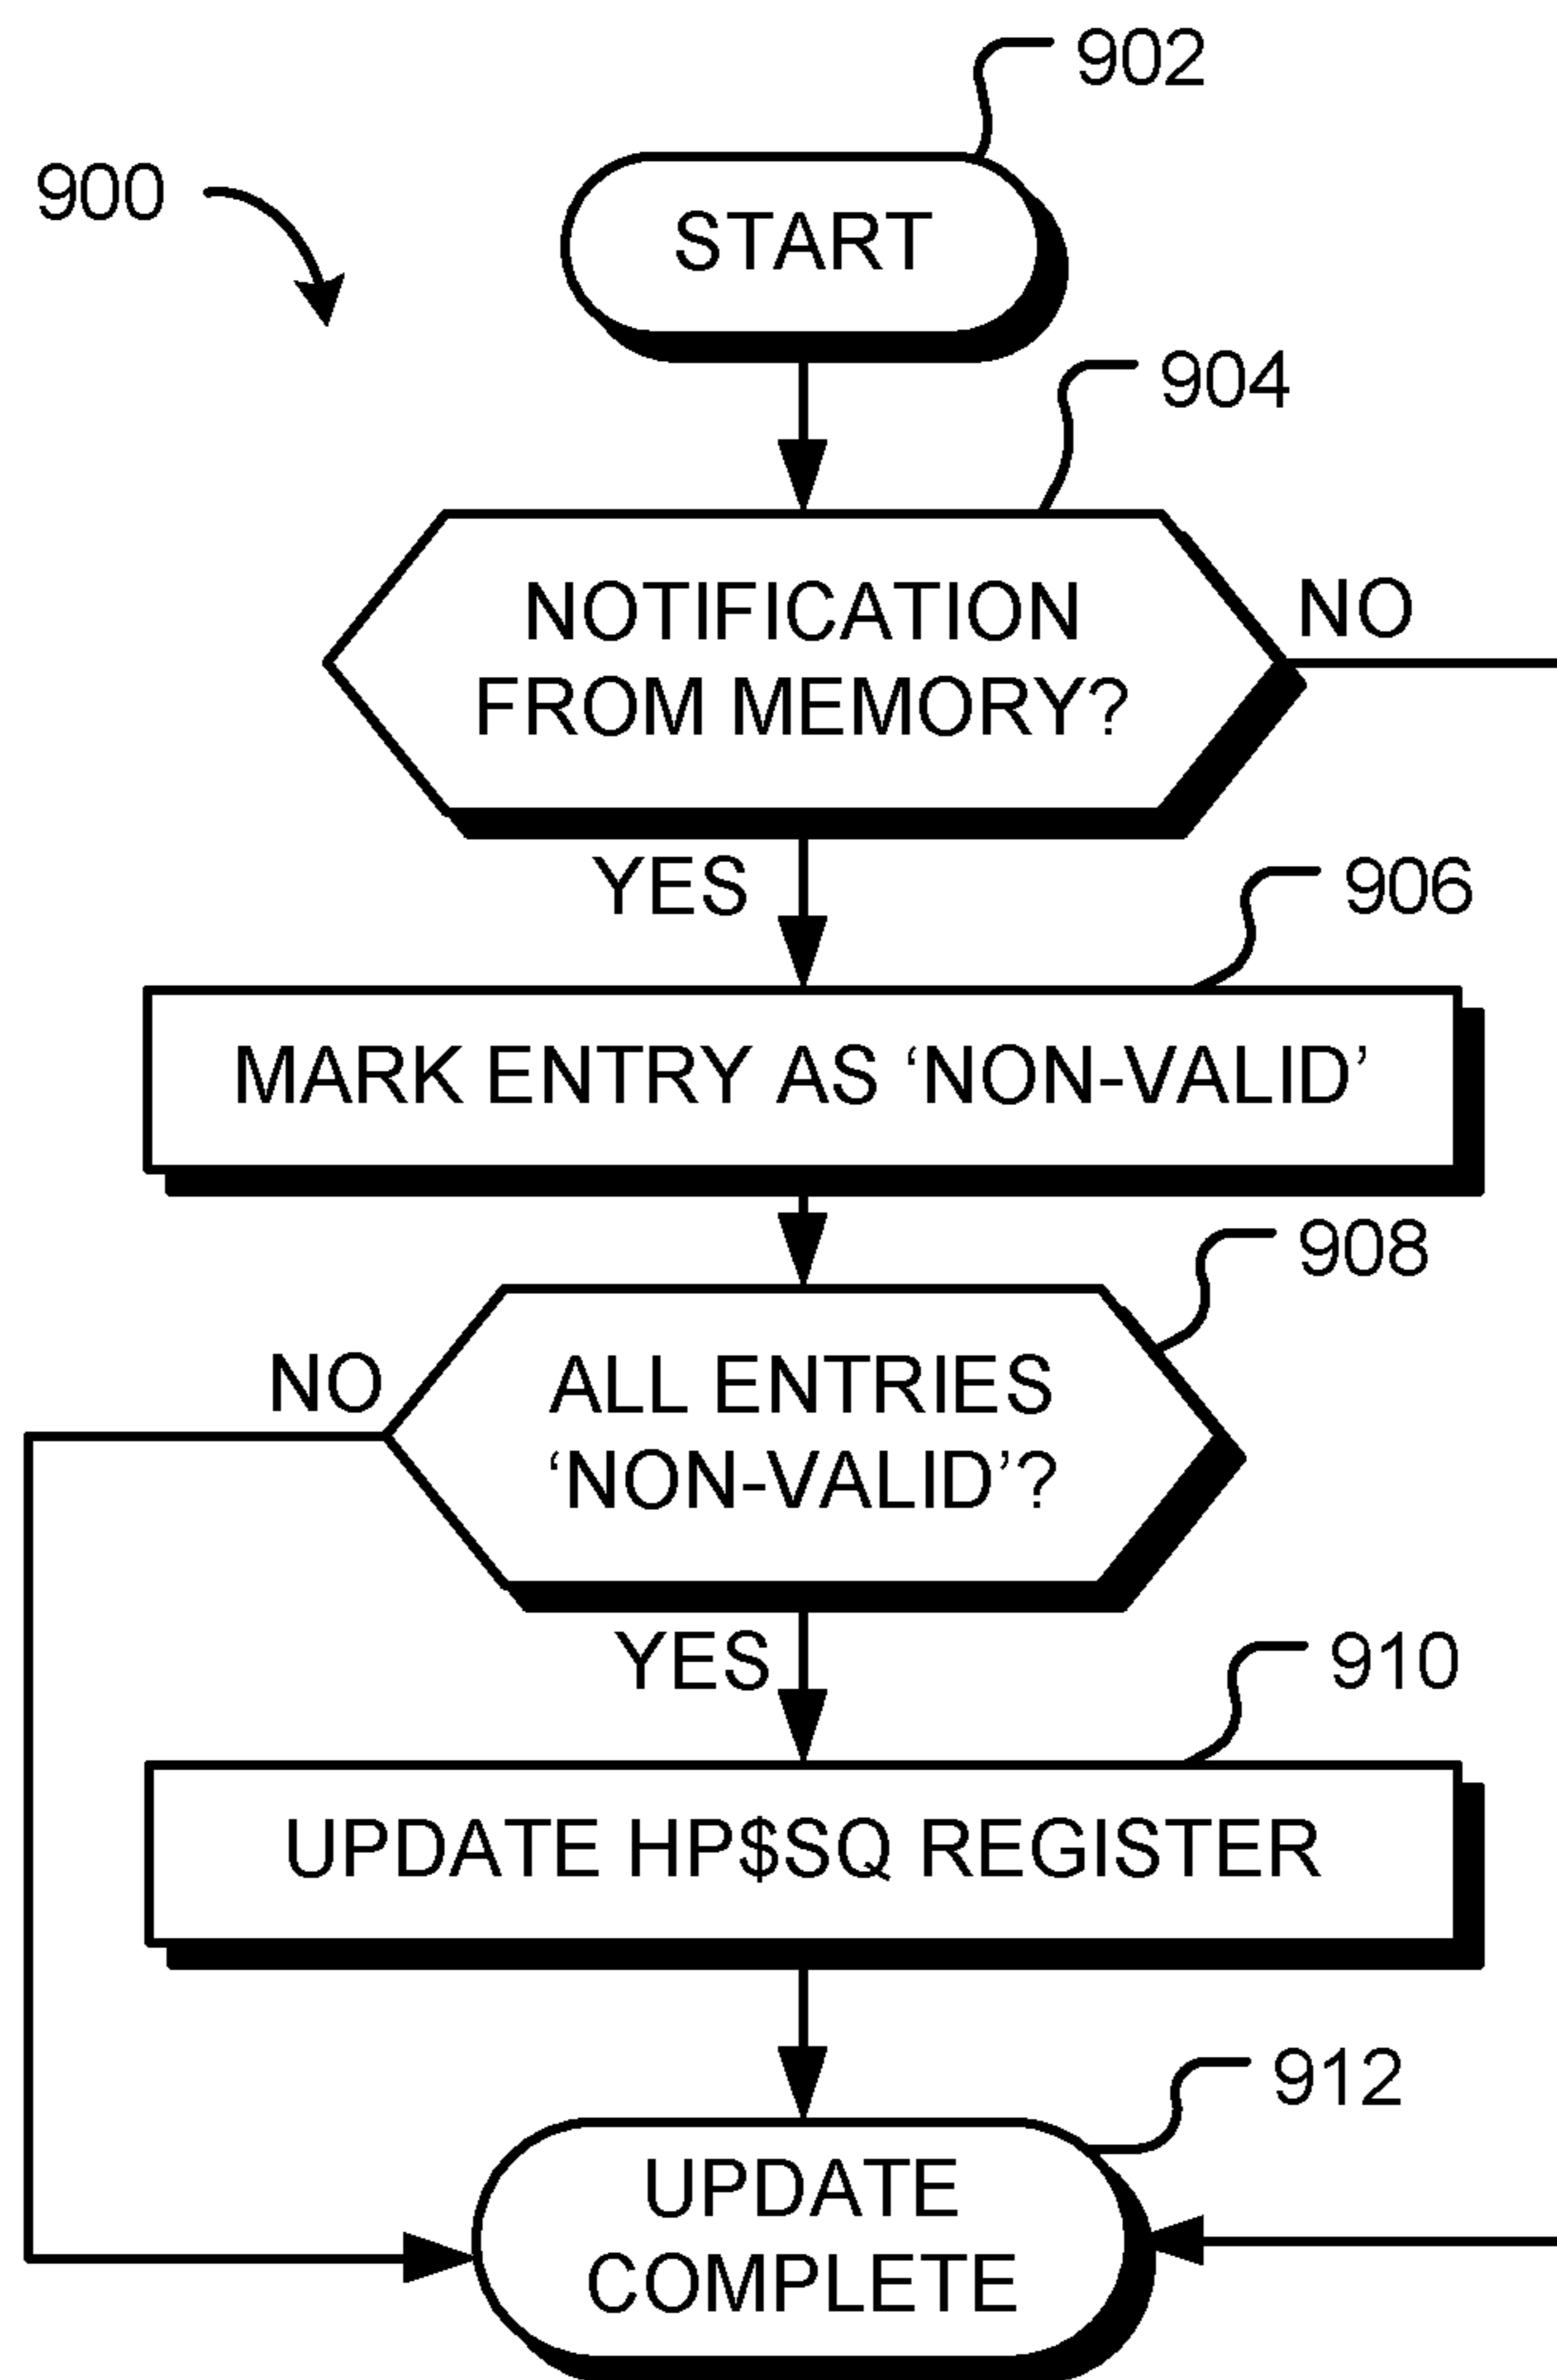 902
900
START
904
NOTIFICATION
FROM MEMORY?
NO
YES
906
MARK ENTRY AS ‘NON-VALID’
908
NO
ALL ENTRIES
‘NON-VALID’?
YES
910
UPDATE HP$SQ REGISTER
912
UPDATE
COMPLETE